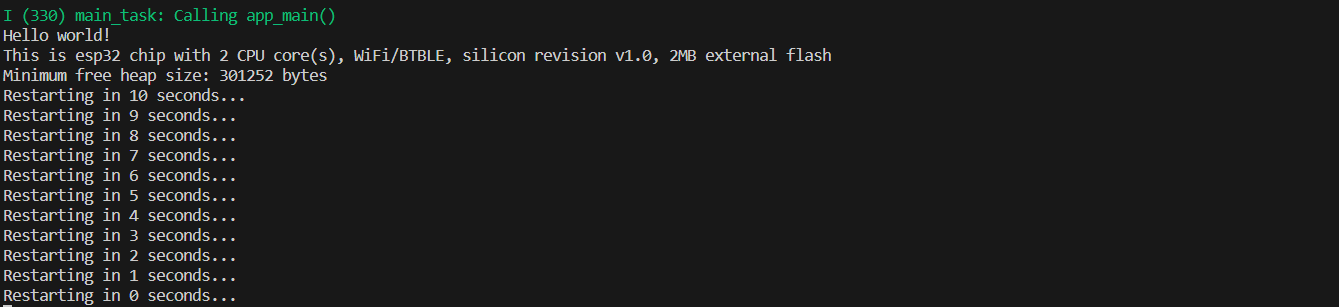 I (330) main_task: Calling app_main()
Hello world!
This is esp32 chip with 2 CPU core(s), WiFi/BTBLE, silicon revision v1.0, 2MB external flash
Minimum free heap size: 301252 bytes
Restarting in 10 seconds...
Restarting in 9 seconds...
Restarting in 8 seconds...
Restarting in 7 seconds...
Restarting in 6 seconds...
Restarting in 5 seconds...
Restarting in 4 seconds...
Restarting in 3 seconds...
Restarting in 2 seconds...
Restarting in 1 seconds...
Restarting in 0 seconds...